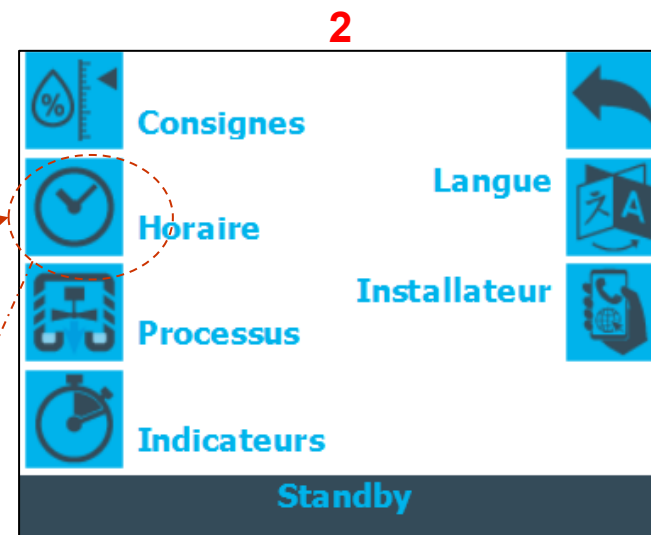 2
%
Consignes
Langue
Horaire
A
Installateur
Processus
Indicateurs
Standby